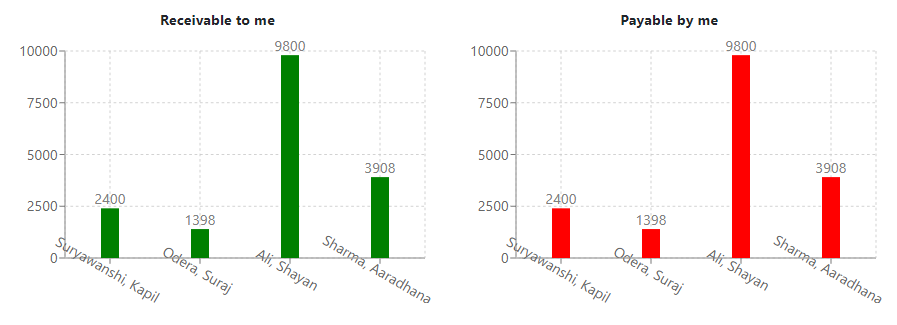 Receivable to me
10000
7500
5000
2500
0
2400
1398
9800
3908
Suryawanshi, Kapil
Odera, Suraj
Ali, Shayan
Sharma, Aaradhana
Payable by me
10000
7500
5000
2500
0
2400
1398
9800
3908
Suryawanshi, Kapil
Odera, Suraj
Ali, Shayan
Sharma, Aaradhana